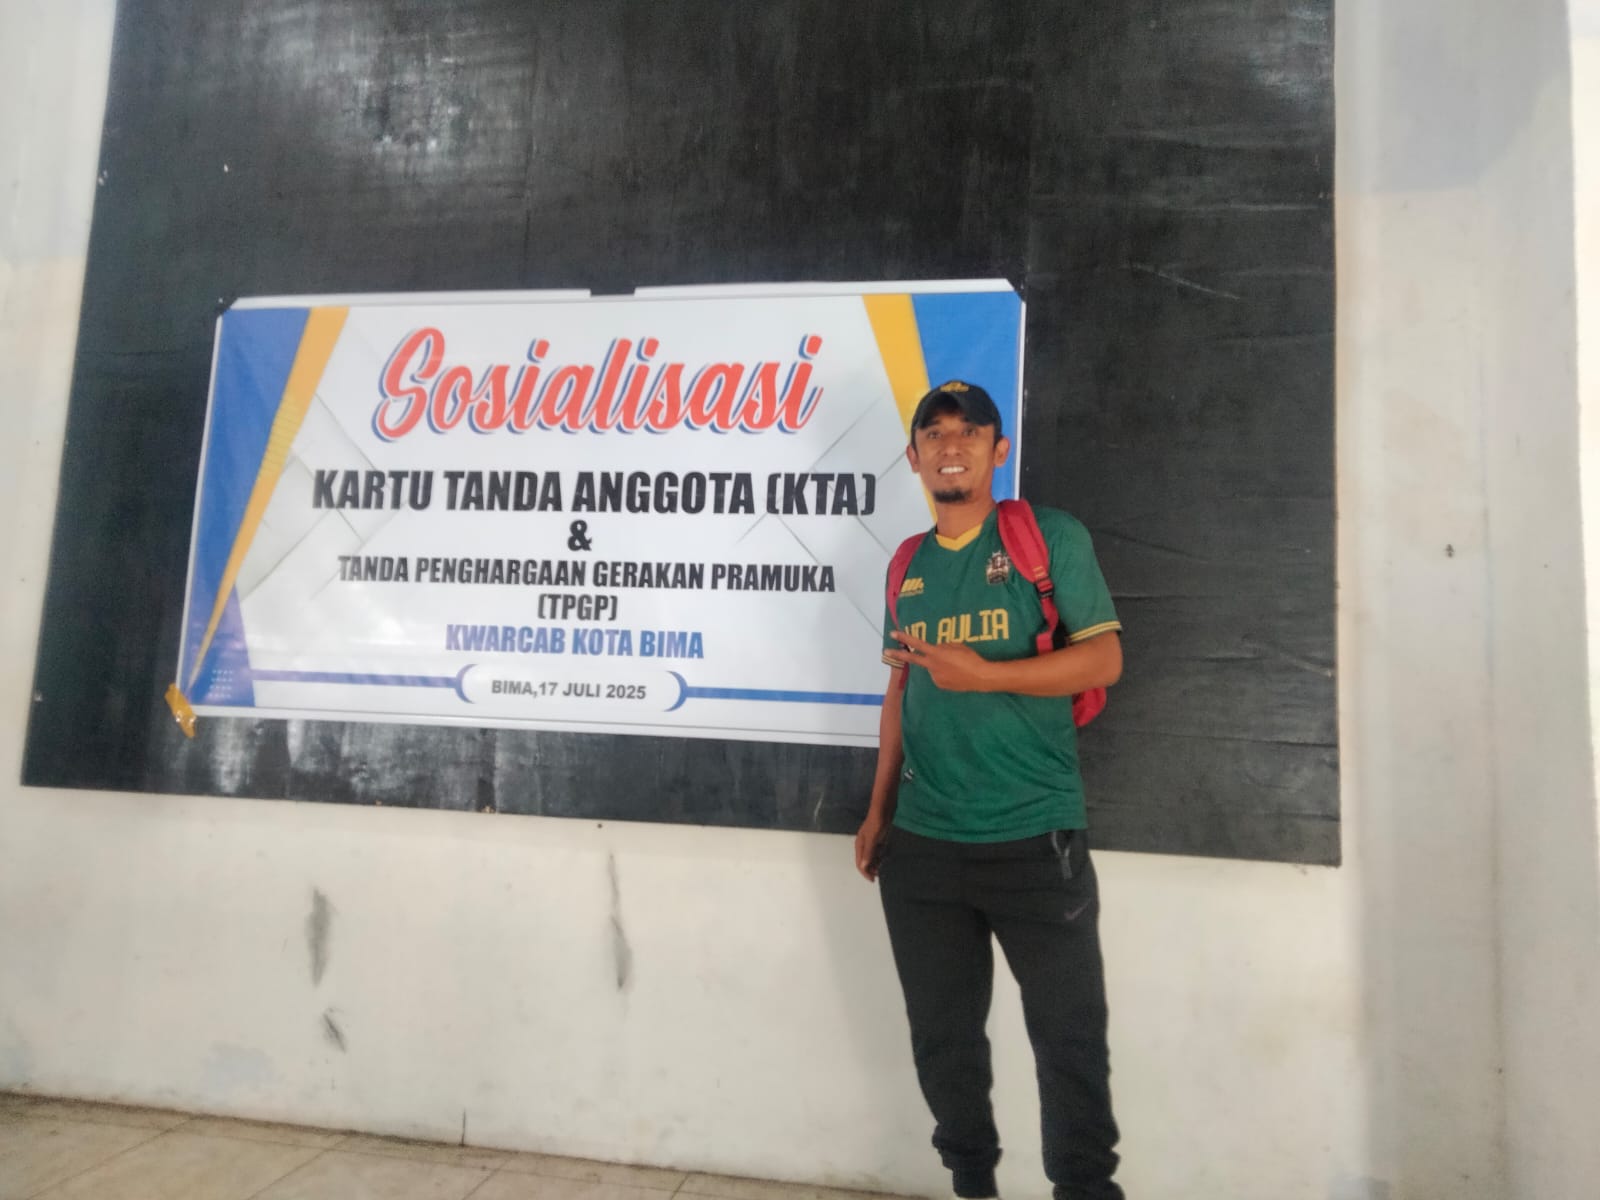 Sosialisasi
KARTU TANDA ANGGOTA (KTA)
&
TANDA PENGHARGAAN GERAKAN PRAMUKA
(TPGP)
KWARCAB KOTA BIMA
BIMA,17 JULI 2025
AULIA